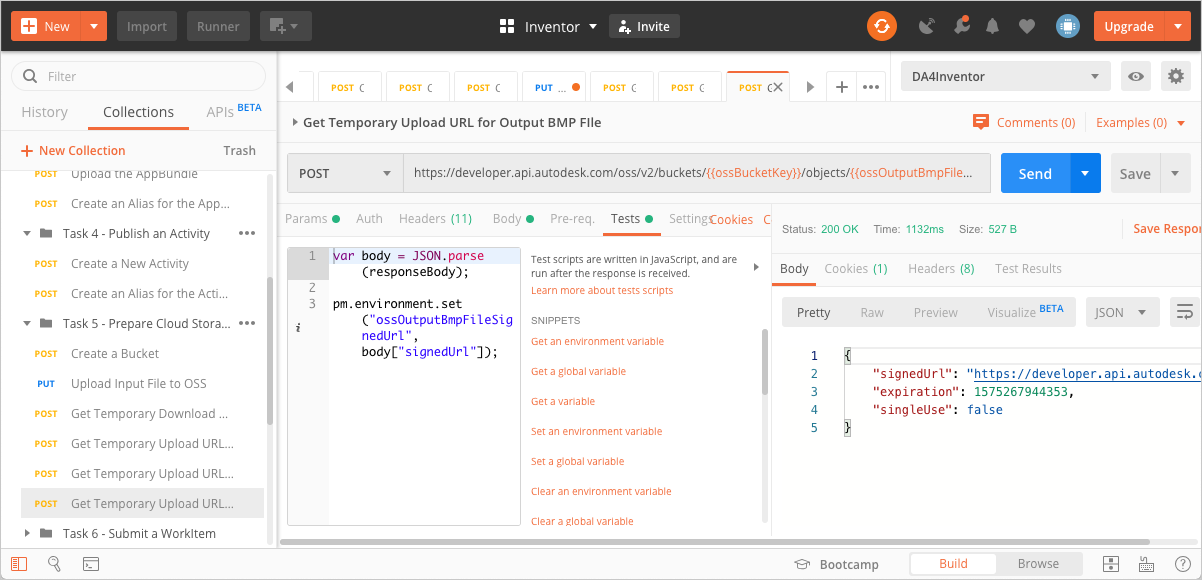 New
Import
Runner
Inventor
Invite
Upgrade
Filter
History
Collections
APIs BETA
New Collection
Trash
POST Upload the AppBundle
POST Create an Alias for the App...
Task 4 - Publish an Activity
POST Create a New Activity
POST Create an Alias for the Acti...
Task 5 - Prepare Cloud Stora...
POST Create a Bucket
PUT Upload Input File to OSS
POST Get Temporary Download ...
POST Get Temporary Upload URL...
POST Get Temporary Upload URL...
POST Get Temporary Upload URL...
Task 6 - Submit a WorkItem
POST
POST
POST
PUT ...
POST
POST
POST
DA4Inventor
Get Temporary Upload URL for Output BMP FIle
Comments (0)
Examples (0)
POST
https://developer.api.autodesk.com/oss/v2/buckets/{{ossBucketKey}}/objects/{{ossOutputBmpFile...
Send
Save
Params
Auth
Headers (11)
Body
Pre-req.
Tests
Settings
Cookies
C
1 var body = JSON.parse
(responseBody);
2
3 pm.environment.set
("ossOutputBmpFileSig
nedUrl",
body["signedUrl"]);
Test scripts are written in JavaScript, and are
run after the response is received.
Learn more about tests scripts
SNIPPETS
Get an environment variable
Get a global variable
Get a variable
Set an environment variable
Set a global variable
Clear an environment variable
Clear a global variable
Status: 200 OK
Time: 1132ms
Size: 527 B
Save Respo
Body
Cookies (1)
Headers (8)
Test Results
Pretty
Raw
Preview
Visualize BETA
JSON
1 {
2 "signedUrl": "https://developer.api.autodesk.c
3 "expiration": 1575267944353,
4 "singleUse": false
5 }
Bootcamp
Build
Browse